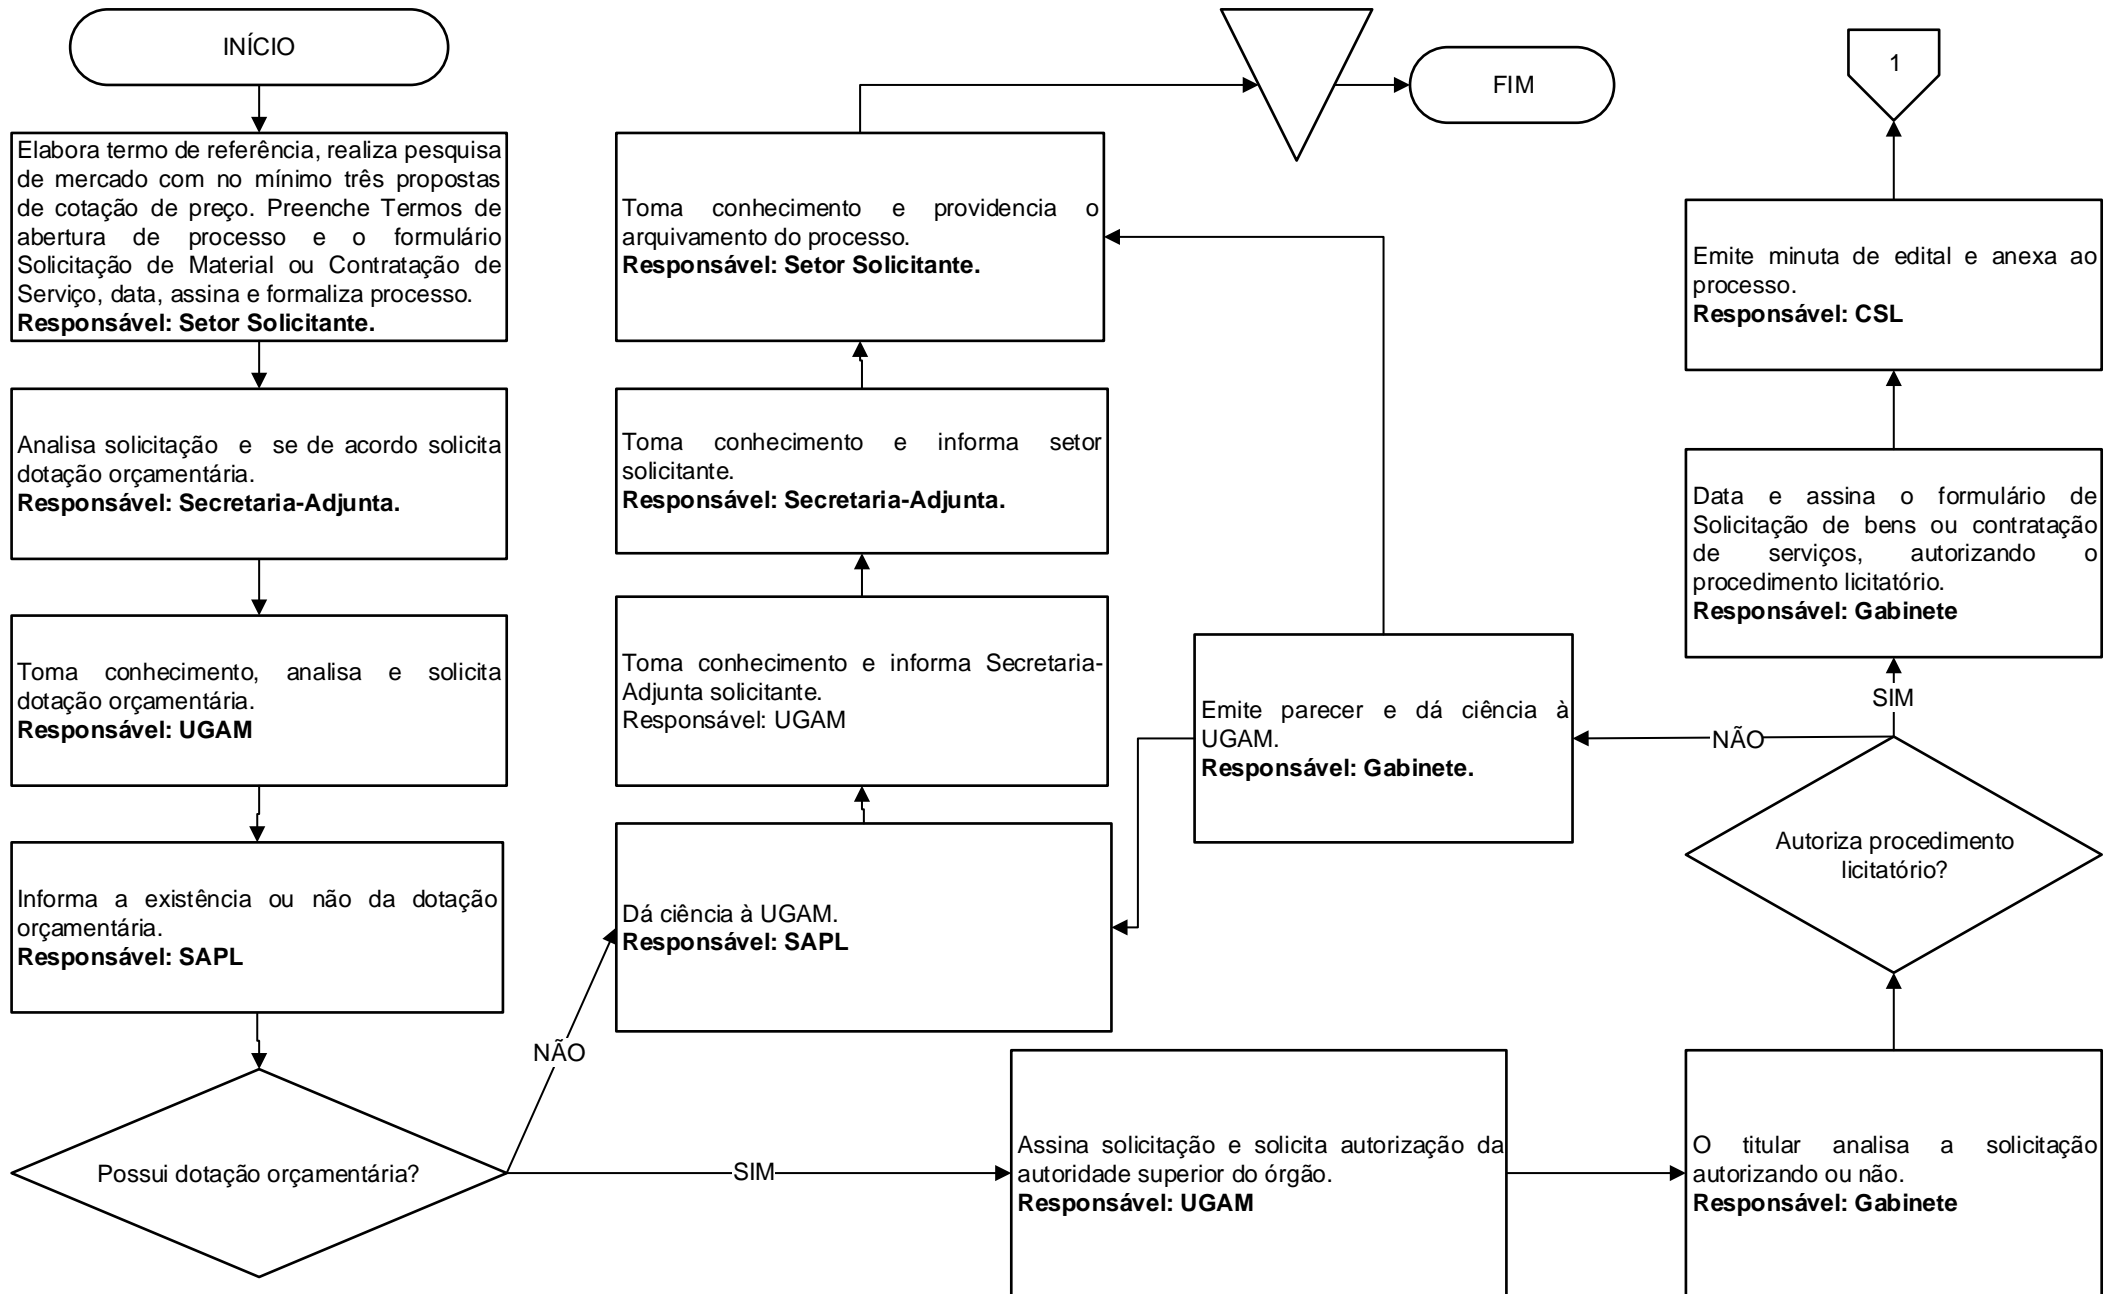 INÍCIO
Elabora termo de referência, realiza pesquisa
de mercado com no mínimo três propostas
de cotação de preço. Preenche Termos de
abertura de processo e o formulário
Solicitação de Material ou Contratação de
Serviço, data, assina e formaliza processo.
Responsável: Setor Solicitante.
Analisa solicitação e se de acordo solicita
dotação orçamentária.
Responsável: Secretaria-Adjunta.
Toma conhecimento, analisa e solicita
dotação orçamentária.
Responsável: UGAM
Informa a existência ou não da dotação
orçamentária.
Responsável: SAPL
Possui dotação orçamentária?
NÃO
SIM
Toma conhecimento e providencia o
arquivamento do processo.
Responsável: Setor Solicitante.
Toma conhecimento e informa setor
solicitante.
Responsável: Secretaria-Adjunta.
Toma conhecimento e informa Secretaria-
Adjunta solicitante.
Responsável: UGAM
Dá ciência à UGAM.
Responsável: SAPL
FIM
Emite parecer e dá ciência à
UGAM.
Responsável: Gabinete.
Assina solicitação e solicita autorização da
autoridade superior do órgão.
Responsável: UGAM
1
Emite minuta de edital e anexa ao
processo.
Responsável: CSL
Data e assina o formulário de
Solicitação de bens ou contratação
de serviços, autorizando o
procedimento licitatório.
Responsável: Gabinete
SIM
NÃO
Autoriza procedimento
licitatório?
O titular analisa a solicitação
autorizando ou não.
Responsável: Gabinete